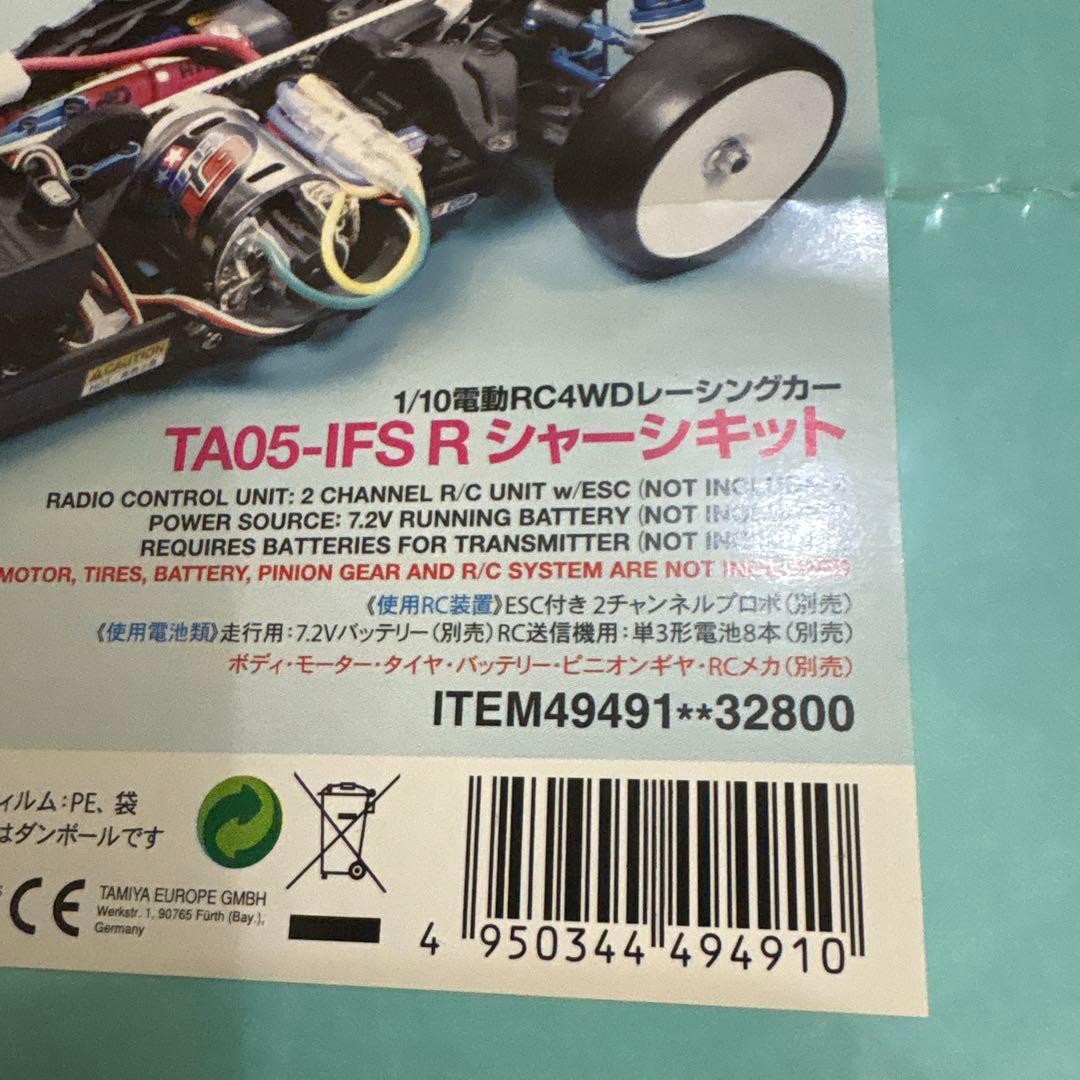 CAUTION
1/10電動RC4WDレーシングカー
TA05-IFS R シャーシキット
RADIO CONTROL UNIT: 2 CHANNEL R/C UNIT w/ESC (NOT INCLUDED)
POWER SOURCE: 7.2V RUNNING BATTERY (NOT INCLUDED)
REQUIRES BATTERIES FOR TRANSMITTER (NOT INCLUDED)
MOTOR, TIRES, BATTERY, PINION GEAR AND R/C SYSTEM ARE NOT INCLUDED
《使用RC装置》ESC付き 2チャンネルプロポ(別売)
《使用電池類》走行用:7.2Vバッテリー(別売) RC送信機用:単3形電池8本(別売)
ボディ・モーター・タイヤ・バッテリー・ピニオンギヤ・RCメカ(別売)
ITEM49491**32800
ィルム:PE、袋
はダンボールです
CE
TAMIYA EUROPE GMBH
Werkstr. 1, 90765 Fürth (Bay.),
Germany
4 950344 494910